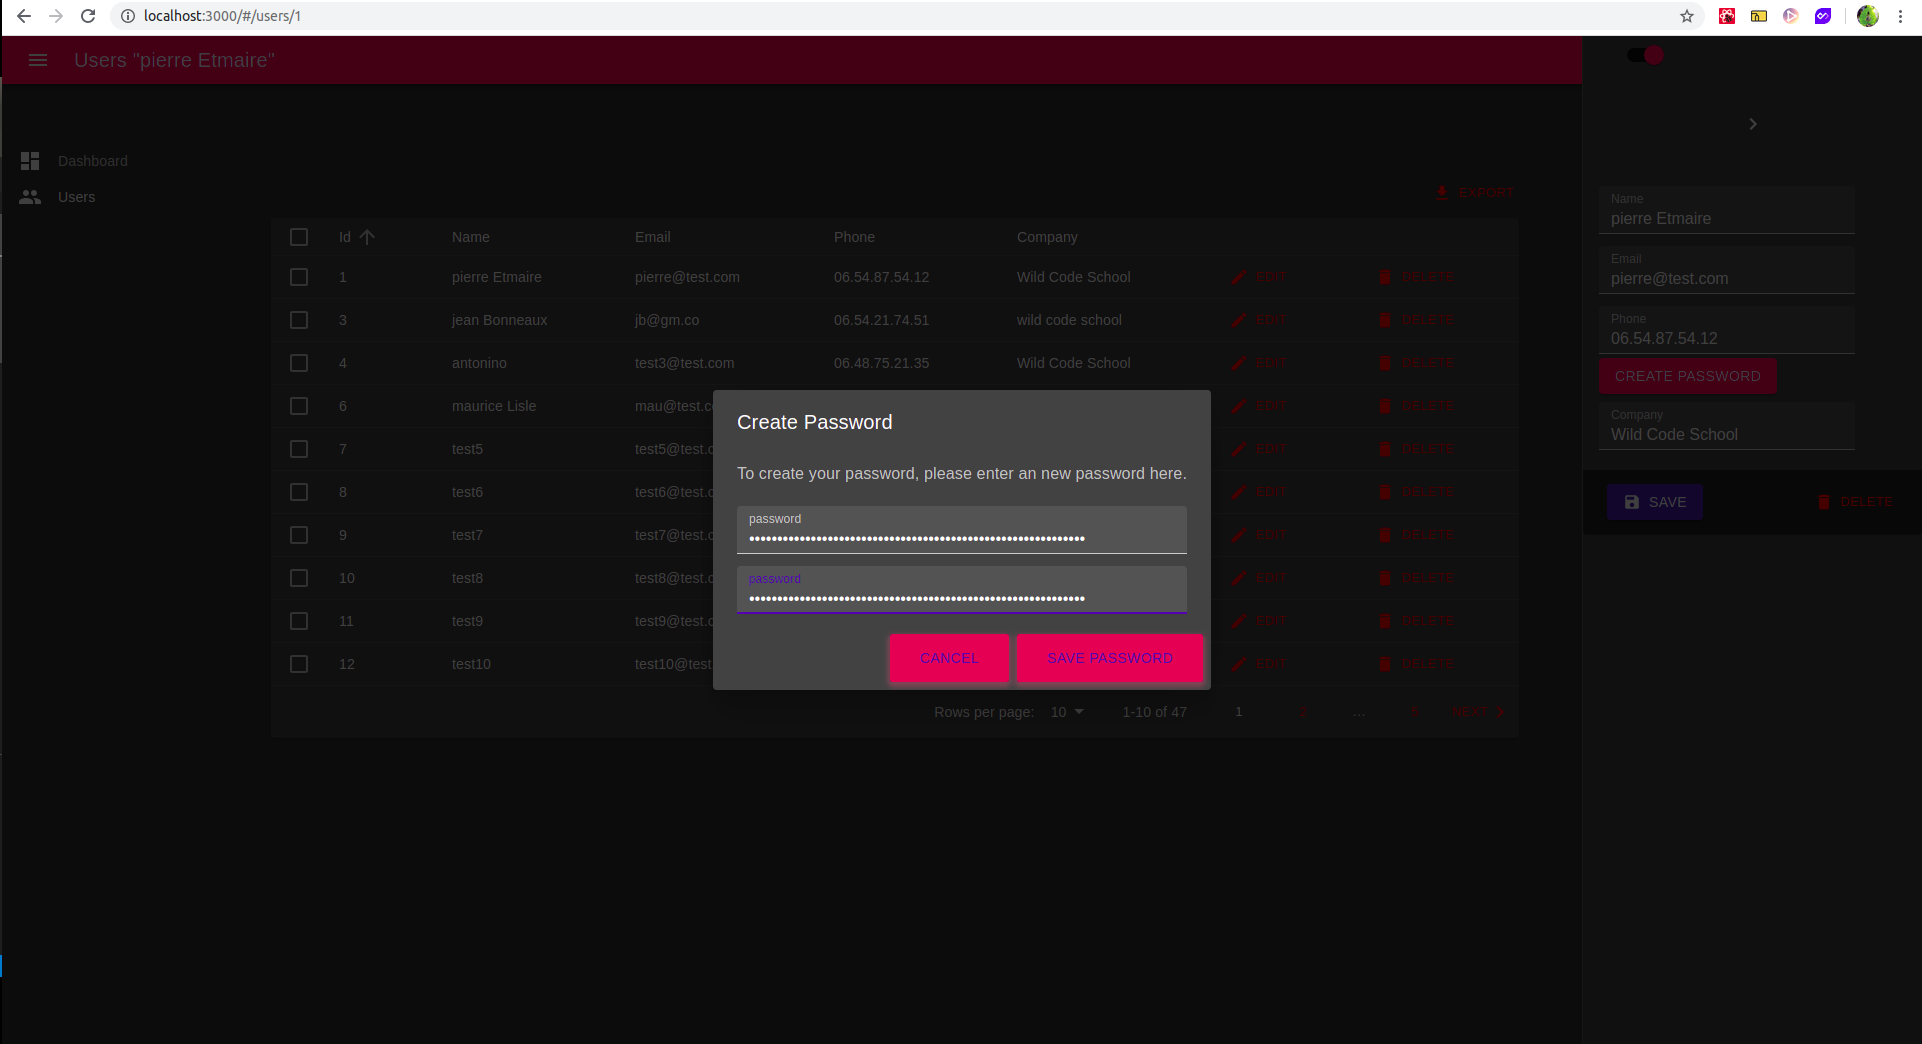 localhost:3000/#/users/1
Users "pierre Etmaire"
Dashboard
Users
EXPORT
Id Name Email Phone Company
1 pierre Etmaire pierre@test.com 06.54.87.54.12 Wild Code School EDIT DELETE
3 jean Bonneaux jb@gm.co 06.54.21.74.51 wild code school EDIT DELETE
4 antonino test3@test.com 06.48.75.21.35 Wild Code School EDIT DELETE
6 maurice Lisle mau@test.c EDIT DELETE
7 test5 test5@test.c EDIT DELETE
8 test6 test6@test.c EDIT DELETE
9 test7 test7@test.c EDIT DELETE
10 test8 test8@test.c EDIT DELETE
11 test9 test9@test.c EDIT DELETE
12 test10 test10@test. EDIT DELETE
Rows per page: 10 1-10 of 47 1 ... NEXT
Create Password
To create your password, please enter an new password here.
password
password
CANCEL SAVE PASSWORD
Name
pierre Etmaire
Email
pierre@test.com
Phone
06.54.87.54.12
CREATE PASSWORD
Company
Wild Code School
SAVE DELETE